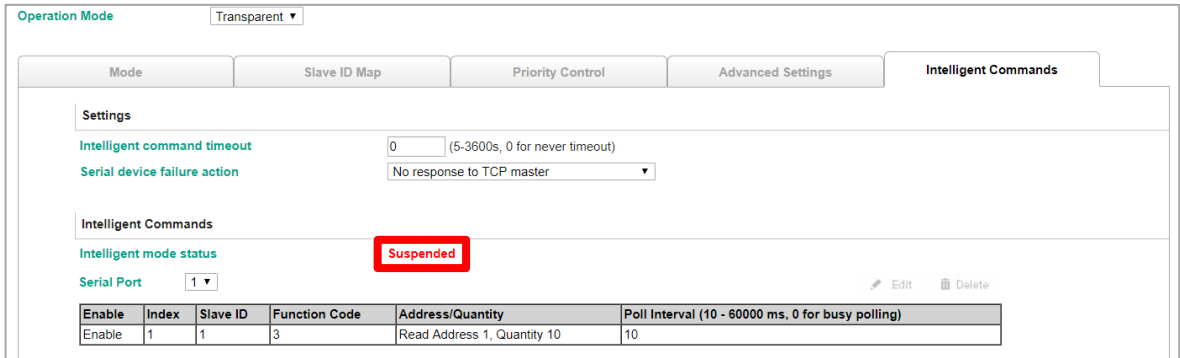 Operation Mode Transparent
Mode Slave ID Map Priority Control Advanced Settings Intelligent Commands
Settings
Intelligent command timeout 0 (5-3600s, 0 for never timeout)
Serial device failure action No response to TCP master
Intelligent Commands
Intelligent mode status Suspended
Serial Port 1 Edit Delete
Enable Index Slave ID Function Code Address/Quantity Poll Interval (10 - 60000 ms, 0 for busy polling)
Enable 1 1 3 Read Address 1, Quantity 10 10